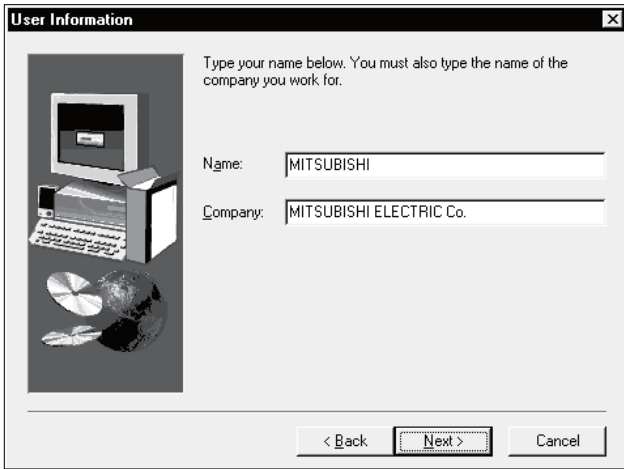 User Information
Type your name below. You must also type the name of the
company you work for.
Name: MITSUBISHI
Company: MITSUBISHI ELECTRIC Co.
< Back Next > Cancel